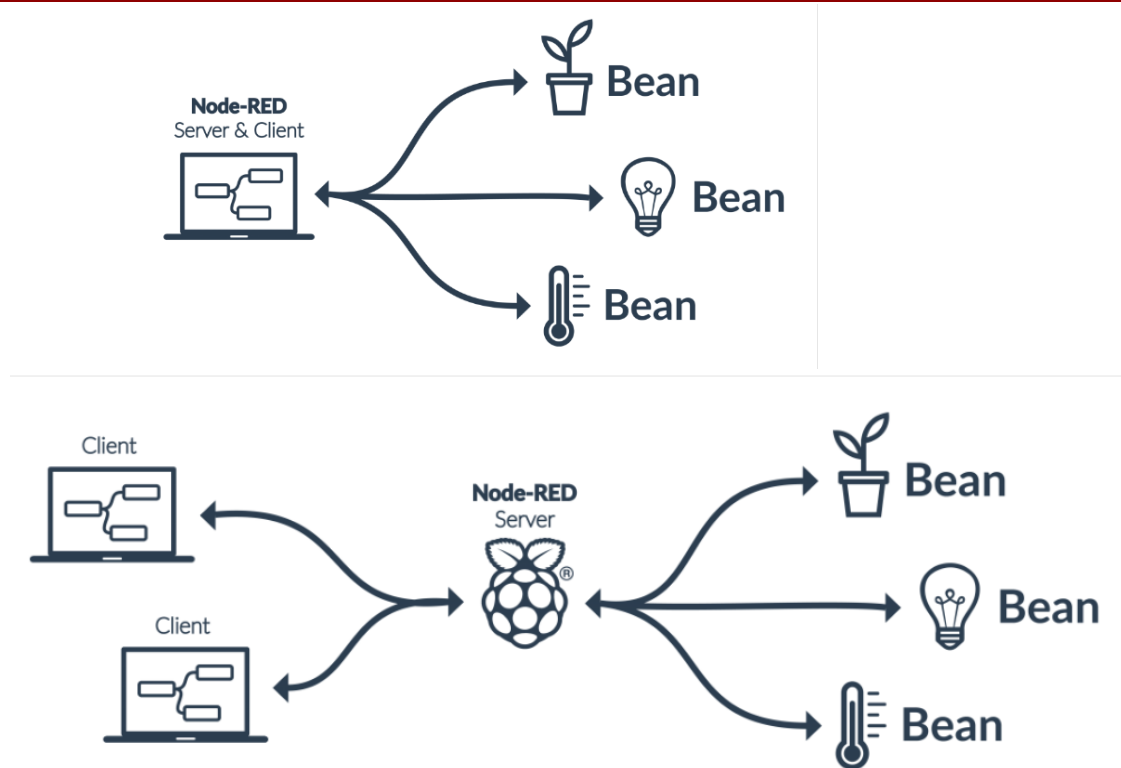 Node-RED
Server & Client
Bean
Bean
Bean
Client
Client
Node-RED
Server
®
Bean
Bean
Bean